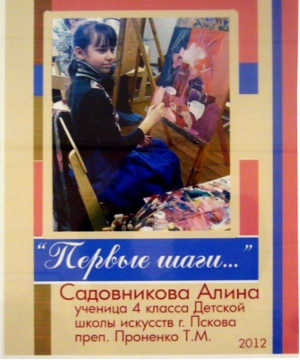 “Первые шаги...”
Садовникова Алина
ученица 4 класса Детской
школы искусств г. Пскова
преп. Проненко Т.М.
2012